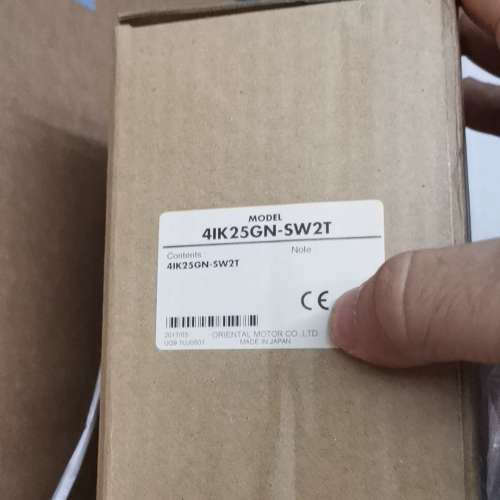 MODEL
4IK25GN-SW2T
Contents
Note
4IK25GN-SW2T
CE
ORIENTAL MOTOR CO.,LTD.
MADE IN JAPAN